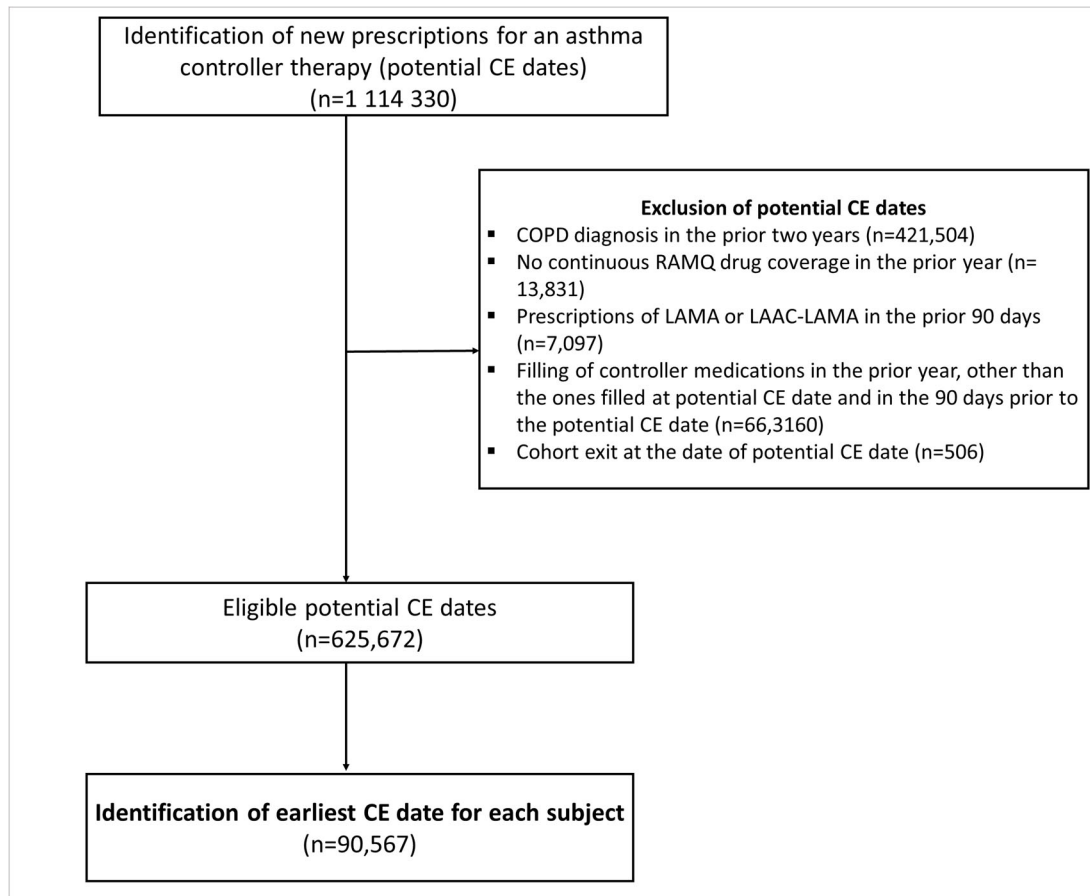 Identification of new prescriptions for an asthma
controller therapy (potential CE dates)
(n=1 114 330)
Exclusion of potential CE dates
▪ COPD diagnosis in the prior two years (n=421,504)
▪ No continuous RAMQ drug coverage in the prior year (n=
13,831)
▪ Prescriptions of LAMA or LAAC-LAMA in the prior 90 days
(n=7,097)
▪ Filling of controller medications in the prior year, other than
the ones filled at potential CE date and in the 90 days prior to
the potential CE date (n=66,3160)
▪ Cohort exit at the date of potential CE date (n=506)
Eligible potential CE dates
(n=625,672)
Identification of earliest CE date for each subject
(n=90,567)